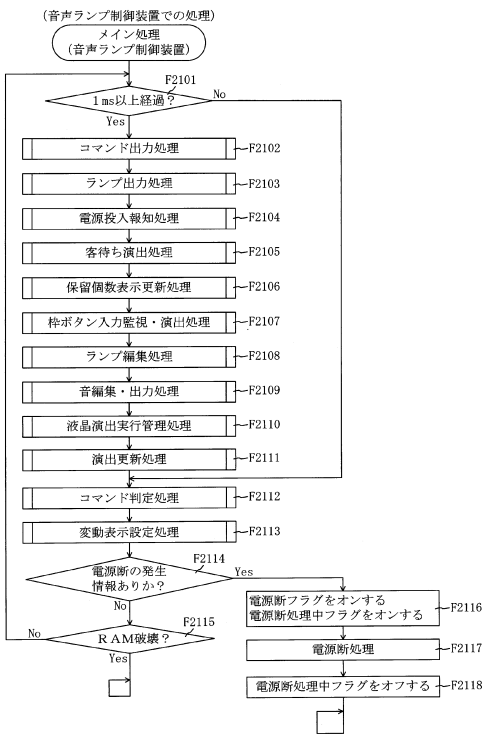 （音声ランプ制御装置での処理）
メイン処理
（音声ランプ制御装置）
F2101
1ms以上経過？
No
Yes
コマンド出力処理
F2102
ランプ出力処理
F2103
電源投入報知処理
F2104
客待ち演出処理
F2105
保留個数表示更新処理
F2106
枠ボタン入力監視・演出処理
F2107
ランプ編集処理
F2108
音編集・出力処理
F2109
液晶演出実行管理処理
F2110
演出更新処理
F2111
コマンド判定処理
F2112
変動表示設定処理
F2113
F2114
電源断の発生
情報ありか？
Yes
No
電源断フラグをオンする
電源断処理中フラグをオンする
F2116
F2115
RAM破壊？
No
Yes
電源断処理
F2117
電源断処理中フラグをオフする
F2118